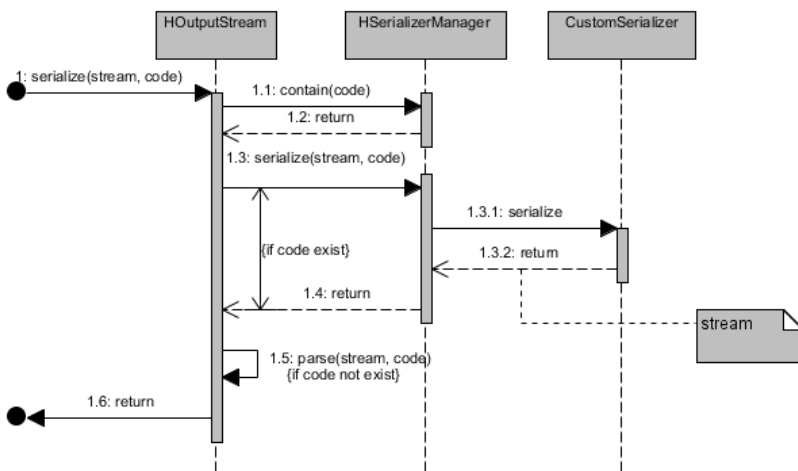 HOutputStream
HSerializerManager
CustomSerializer
1: serialize(stream, code)
1.1: contain(code)
1.2: return
1.3: serialize(stream, code)
1.3.1: serialize
{if code exist}
1.3.2: return
1.4: return
stream
1.5: parse(stream, code)
{if code not exist}
1.6: return